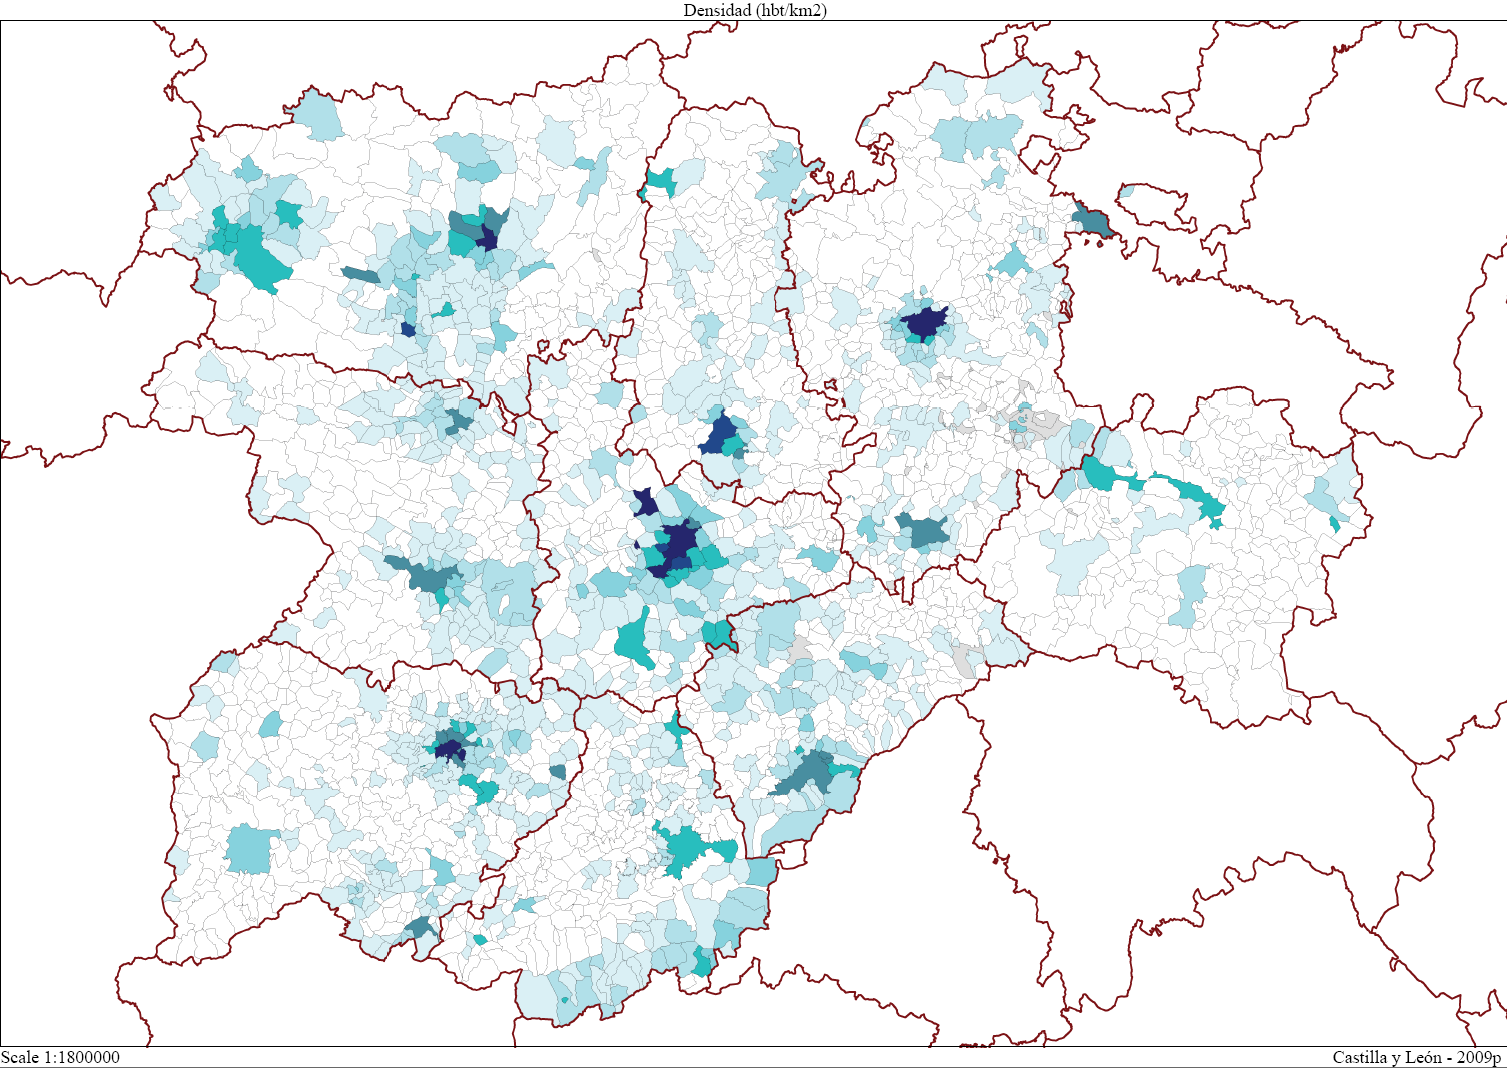 Densidad (hbt/km2)
Scale 1:1800000
Castilla y León - 2009p